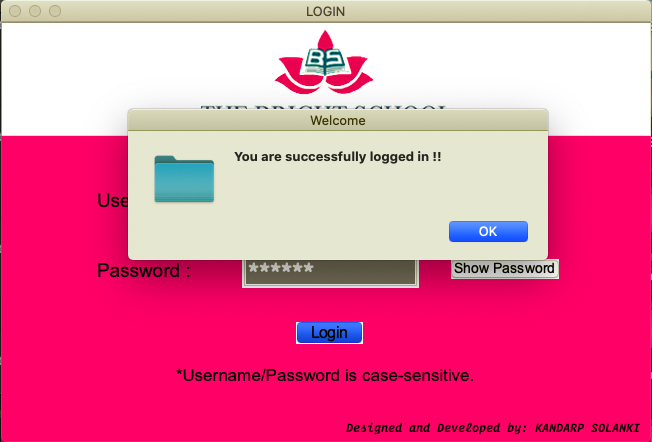 LOGIN
BS
THE BRIGHT SCHOOL
Welcome
You are successfully logged in !!
OK
Password :
******
Show Password
Login
*Username/Password is case-sensitive.
Designed and Developed by: KANDARP SOLANKI